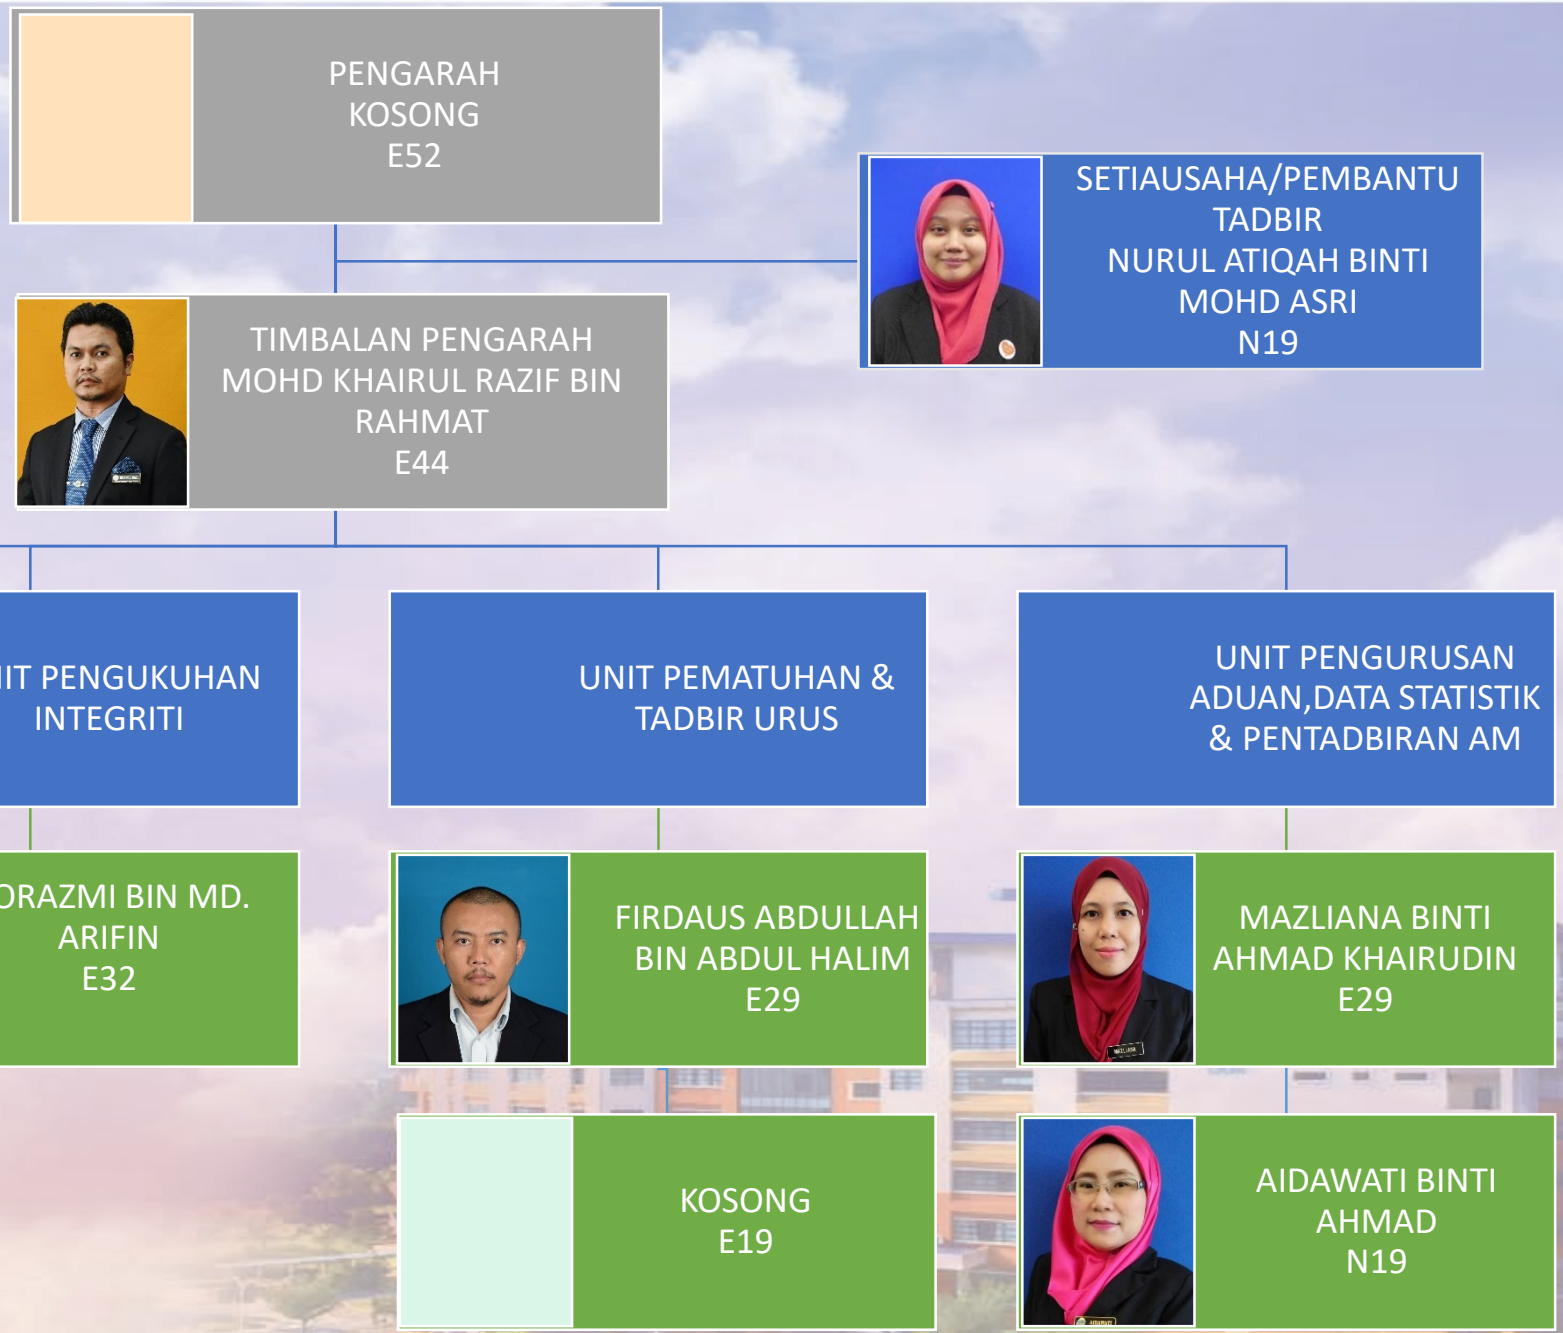 PENGARAH
KOSONG
E52
SETIAUSAHA/PEMBANTU
TADBIR
NURUL ATIQAH BINTI
MOHD ASRI
N19
TIMBALAN PENGARAH
MOHD KHAIRUL RAZIF BIN
RAHMAT
E44
PENGUKUHAN
INTEGRITI
UNIT PEMATUHAN &
TADBIR URUS
UNIT PENGURUSAN
ADUAN,DATA STATISTIK
& PENTADBIRAN AM
BIN MD.
ARIFIN
E32
FIRDAUS ABDULLAH
BIN ABDUL HALIM
E29
MAZLIANA BINTI
AHMAD KHAIRUDIN
E29
MAZLIANA
KOSONG
E19
AIDAWATI BINTI
AHMAD
N19